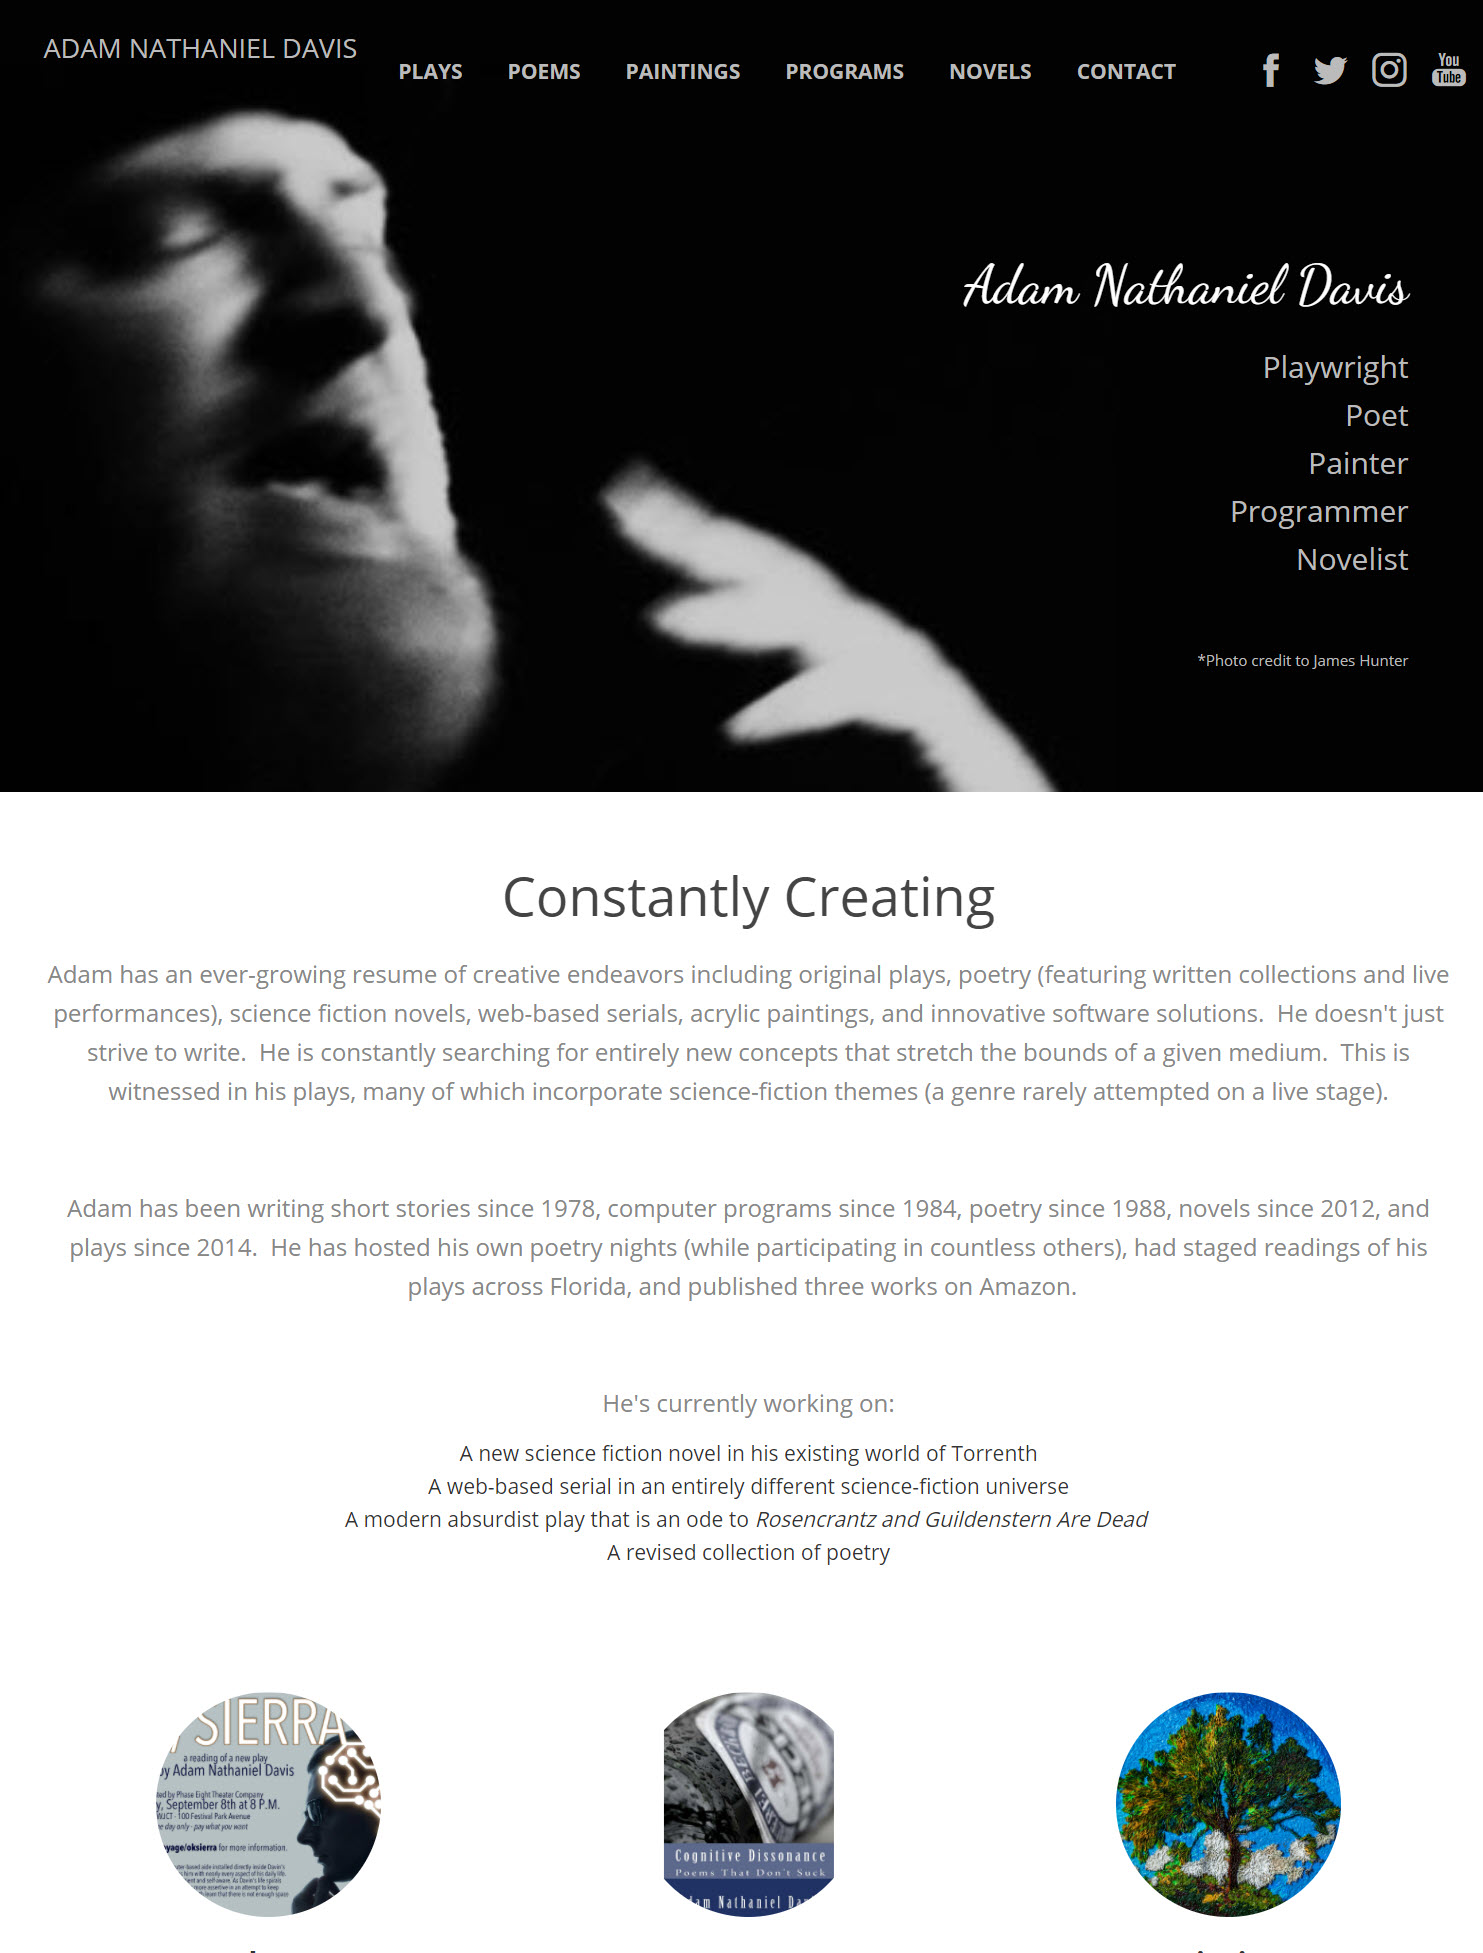 ADAM NATHANIEL DAVIS
PLAYS POEMS PAINTINGS PROGRAMS NOVELS CONTACT
You
Tube
Adam Nathaniel Davis
Playwright
Poet
Painter
Programmer
Novelist
*Photo credit to James Hunter
Constantly Creating
Adam has an ever-growing resume of creative endeavors including original plays, poetry (featuring written collections and live
performances), science fiction novels, web-based serials, acrylic paintings, and innovative software solutions.  He doesn't just
strive to write.  He is constantly searching for entirely new concepts that stretch the bounds of a given medium.  This is
witnessed in his plays, many of which incorporate science-fiction themes (a genre rarely attempted on a live stage).
Adam has been writing short stories since 1978, computer programs since 1984, poetry since 1988, novels since 2012, and
plays since 2014.  He has hosted his own poetry nights (while participating in countless others), had staged readings of his
plays across Florida, and published three works on Amazon.
He's currently working on:
A new science fiction novel in his existing world of Torrenth
A web-based serial in an entirely different science-fiction universe
A modern absurdist play that is an ode to Rosencrantz and Guildenstern Are Dead
A revised collection of poetry
SIERRA
a reading of a new play
by Adam Nathaniel Davis
by Phase Eight Theater Company
September 8th at 8 P.M.
100 Festival Park Avenue
day only - pay what you want
voyage/oksierra for more information.
Cognitive Dissonance
Poems That Don't Suck
Nathaniel